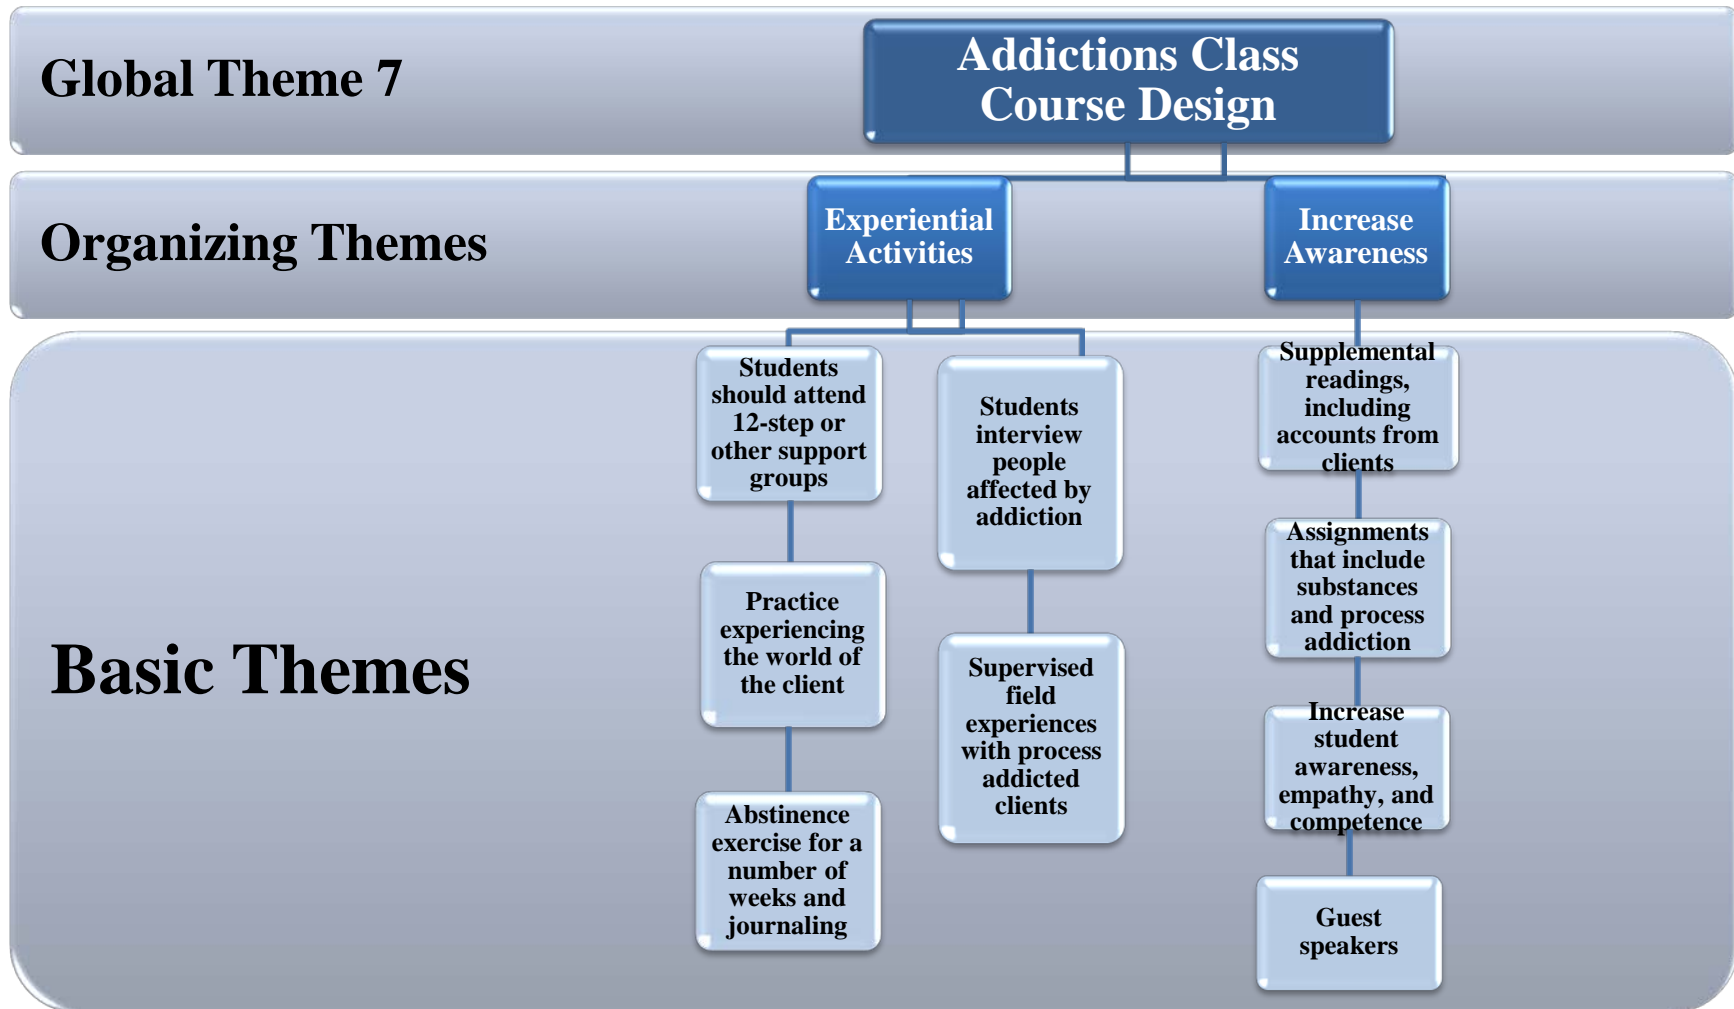 Global Theme 7
Addictions Class
Course Design
Organizing Themes
Experiential
Activities
Increase
Awareness
Basic Themes
Students
should attend
12-step or
other support
groups
Practice
experiencing
the world of
the client
Abstinence
exercise for a
number of
weeks and
journaling
Students
interview
people
affected by
addiction
Supervised
field
experiences
with process
addicted
clients
Supplemental
readings,
including
accounts from
clients
Assignments
that include
substances
and process
addiction
Increase
student
awareness,
empathy, and
competence
Guest
speakers